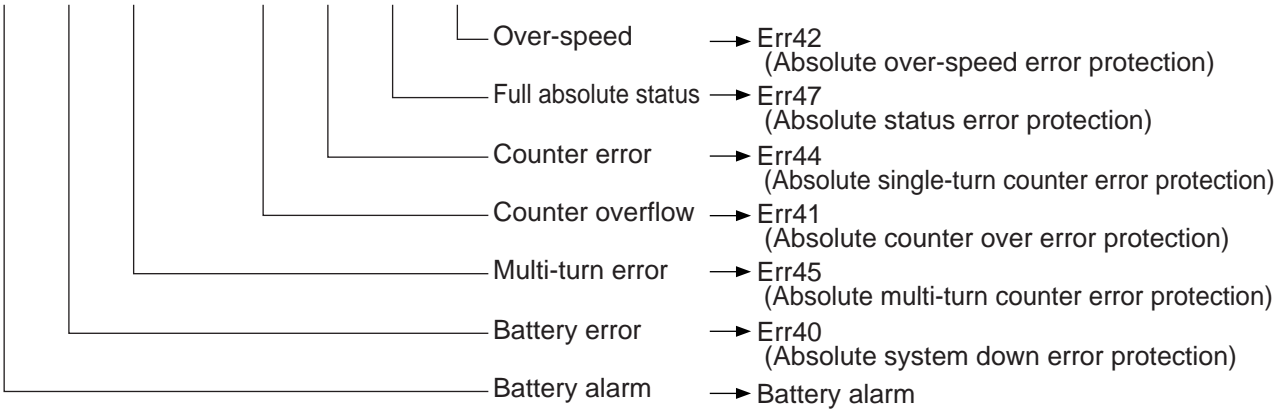 Over-speed → Err42
(Absolute over-speed error protection)
Full absolute status → Err47
(Absolute status error protection)
Counter error → Err44
(Absolute single-turn counter error protection)
Counter overflow → Err41
(Absolute counter over error protection)
Multi-turn error → Err45
(Absolute multi-turn counter error protection)
Battery error → Err40
(Absolute system down error protection)
Battery alarm → Battery alarm